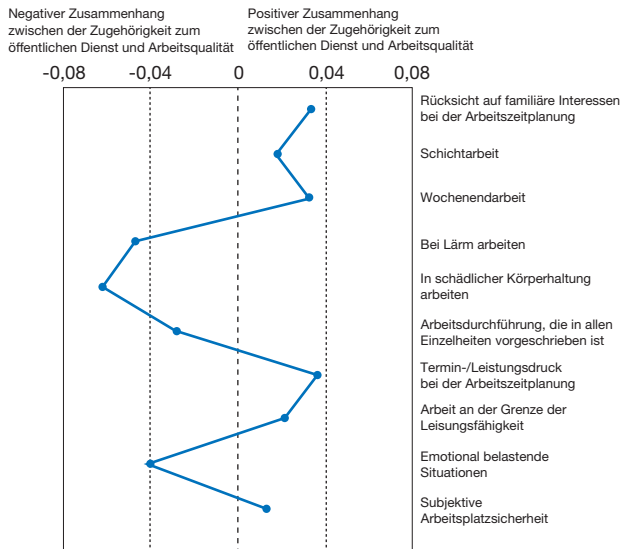 Negativer Zusammenhang
zwischen der Zugehörigkeit zum
öffentlichen Dienst und Arbeitsqualität
Positiver Zusammenhang
zwischen der Zugehörigkeit zum
öffentlichen Dienst und Arbeitsqualität
-0,08 -0,04 0 0,04 0,08
Rücksicht auf familiäre Interessen
bei der Arbeitszeitplanung
Schichtarbeit
Wochenendarbeit
Bei Lärm arbeiten
In schädlicher Körperhaltung
arbeiten
Arbeitsdurchführung, die in allen
Einzelheiten vorgeschrieben ist
Termin-/Leistungsdruck
bei der Arbeitszeitplanung
Arbeit an der Grenze der
Leisungsfähigkeit
Emotional belastende
Situationen
Subjektive
Arbeitsplatzsicherheit